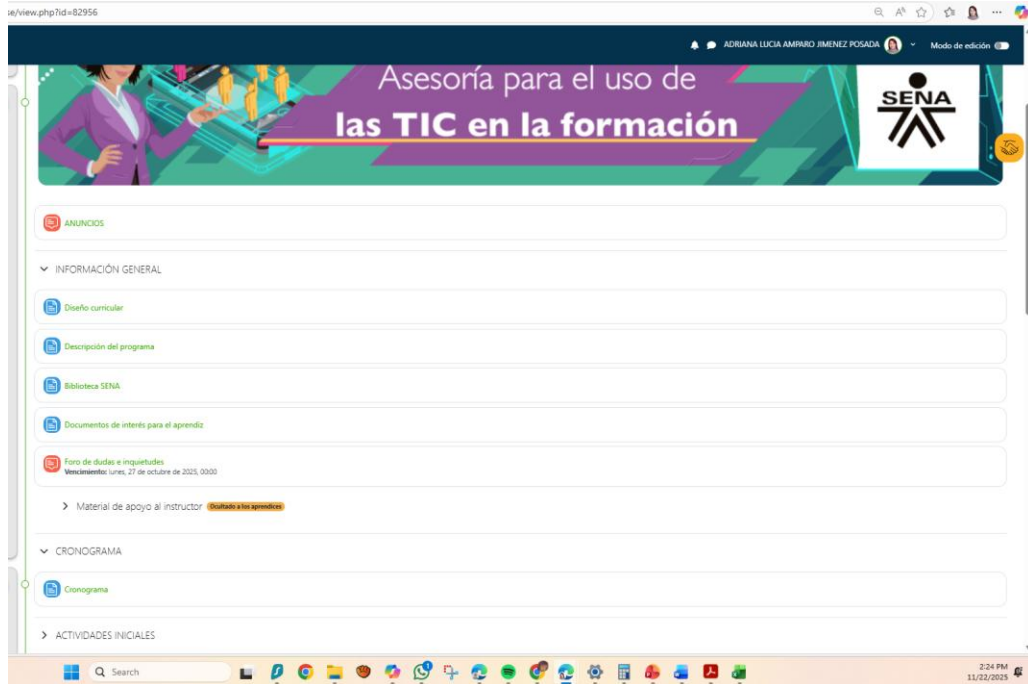 se/view.php?id=82956
ADRIANA LUCIA AMPARO JIMENEZ POSADA
Modo de edición
Asesoría para el uso de
las TIC en la formación
SENA
ANUNCIOS
INFORMACIÓN GENERAL
Diseño curricular
Descripción del programa
Biblioteca SENA
Documentos de interés para el aprendiz
Foro de dudas e inquietudes
Vencimiento: lunes, 27 de octubre de 2025, 00:00
Material de apoyo al instructor Ocultado a los aprendices
CRONOGRAMA
Cronograma
ACTIVIDADES INICIALES
Search
2:24 PM
11/22/2025